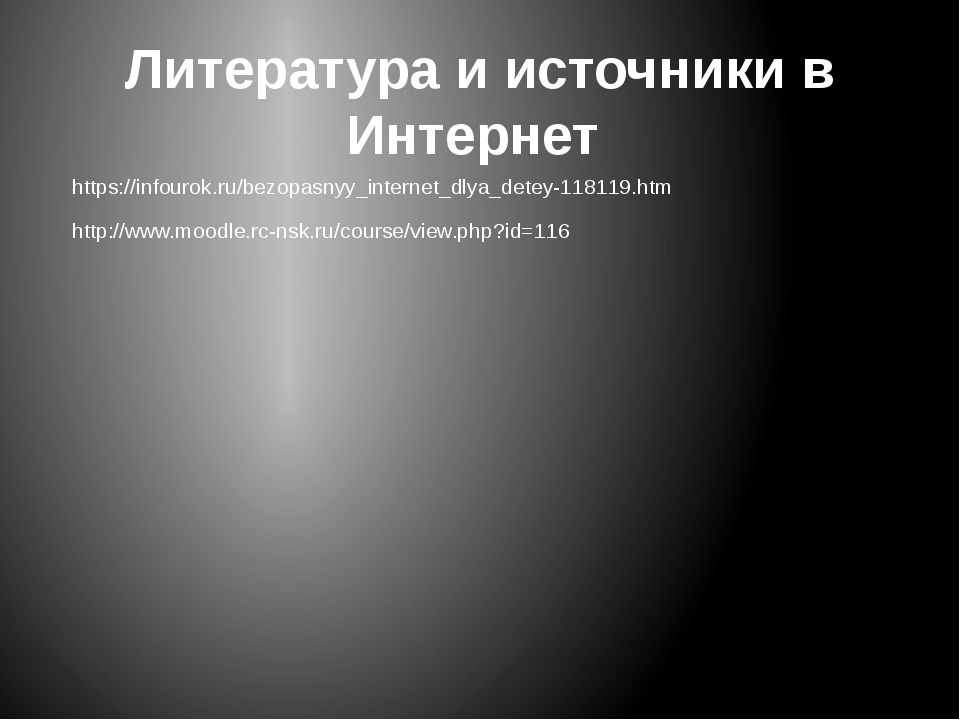 Литература и источники в
Интернет
https://infourok.ru/bezopasnyy_internet_dlya_detey-118119.htm
http://www.moodle.rc-nsk.ru/course/view.php?id=116